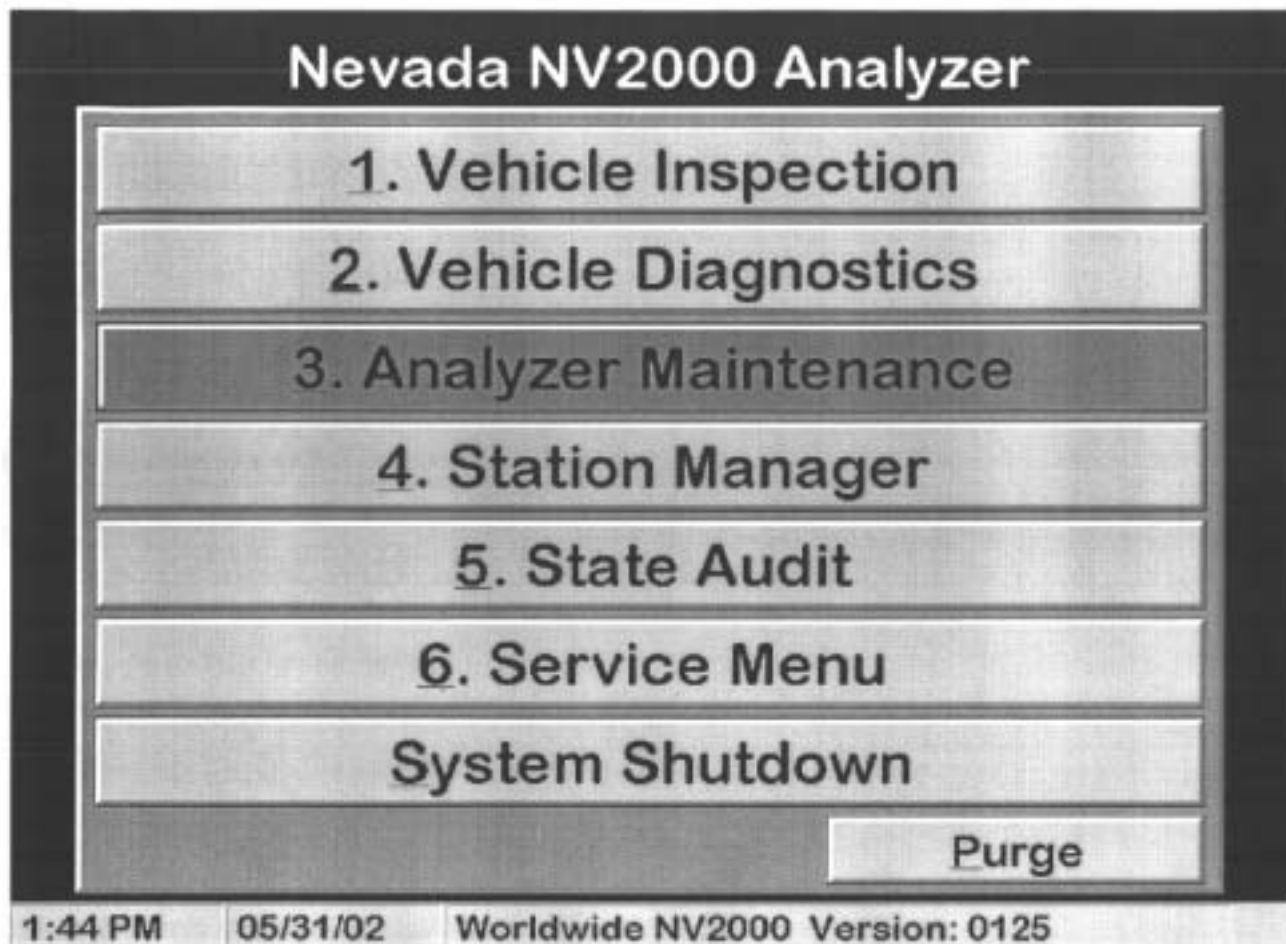 Nevada NV2000 Analyzer
1. Vehicle Inspection
2. Vehicle Diagnostics
3. Analyzer Maintenance
4. Station Manager
5. State Audit
6. Service Menu
System Shutdown
Purge
1:44 PM 05/31/02 Worldwide NV2000 Version: 0125